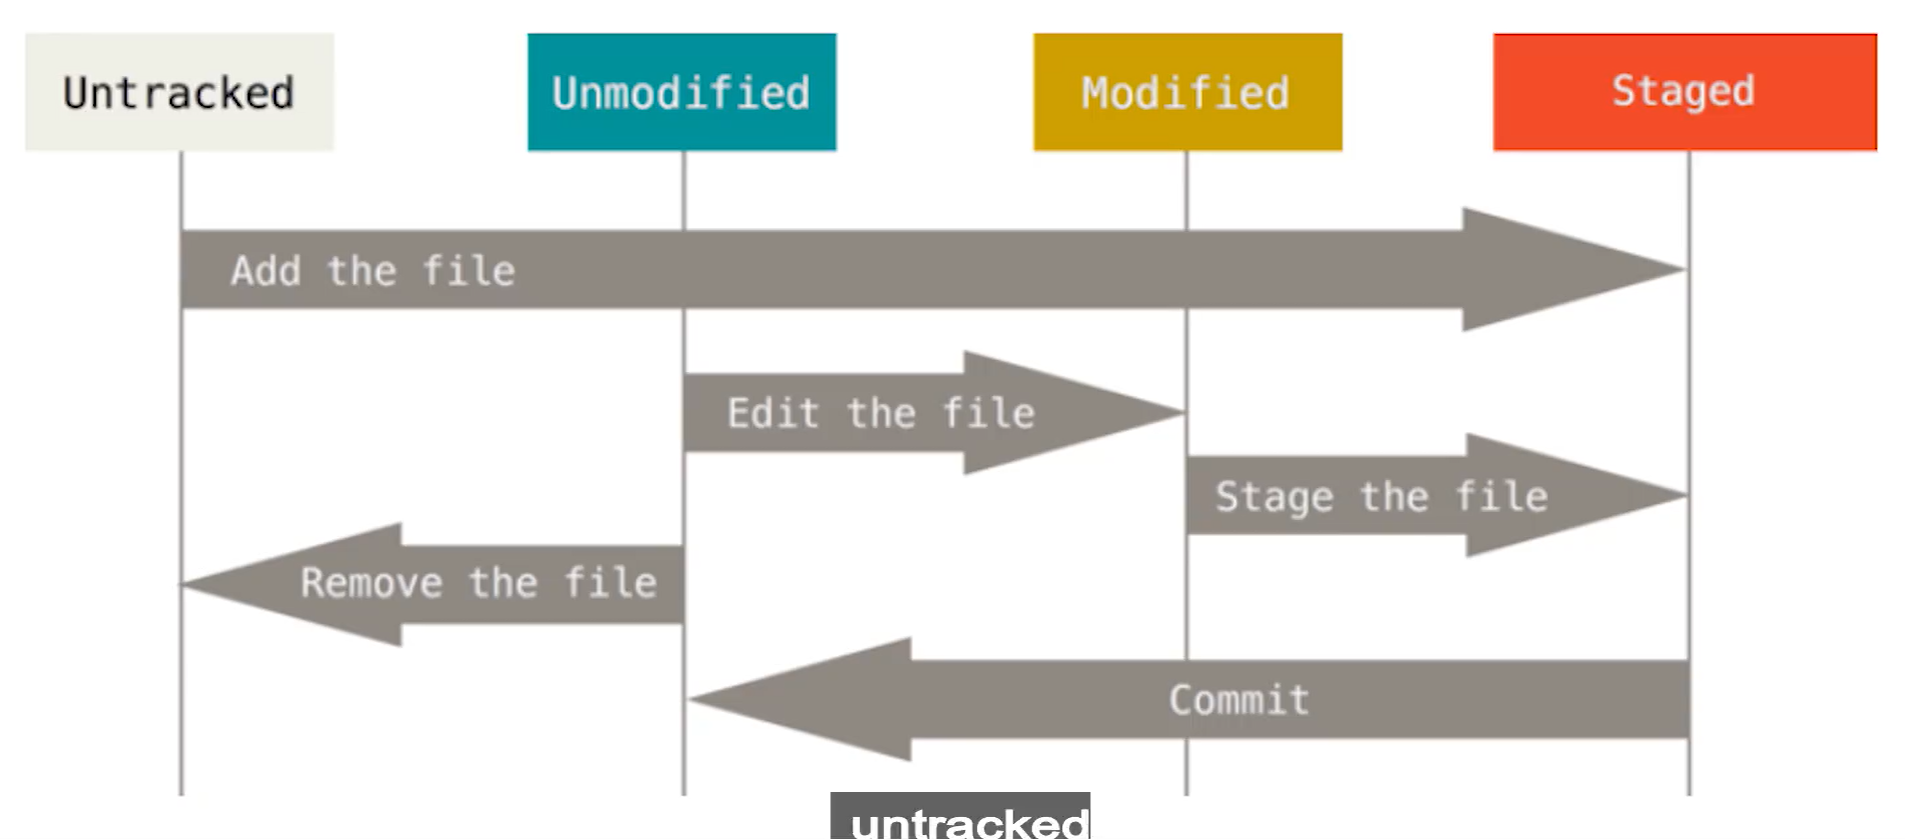 Untracked
Unmodified
Modified
Staged
Add the file
Edit the file
Stage the file
Remove the file
Commit
untracked